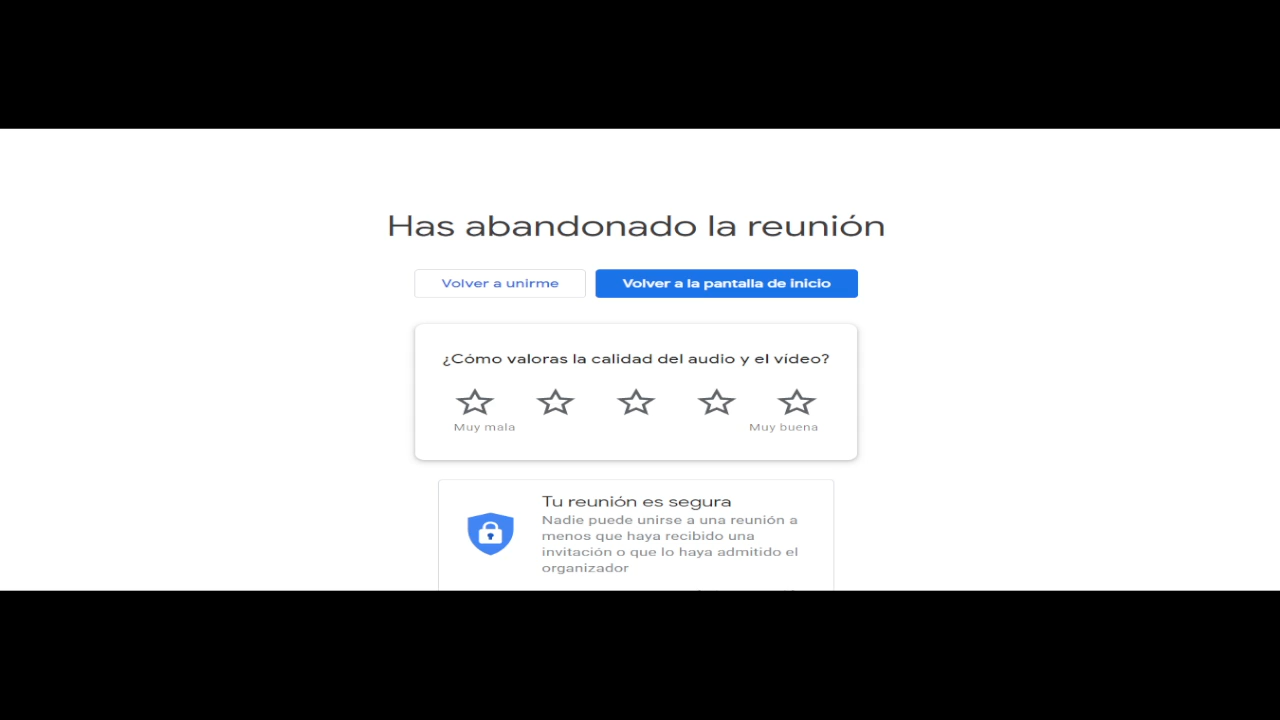 Has abandonado la reunión
Volver a unirme
Volver a la pantalla de inicio
¿Cómo valoras la calidad del audio y el vídeo?
Muy mala
Muy buena
Tu reunión es segura
Nadie puede unirse a una reunión a
menos que haya recibido una
invitación o que lo haya admitido el
organizador